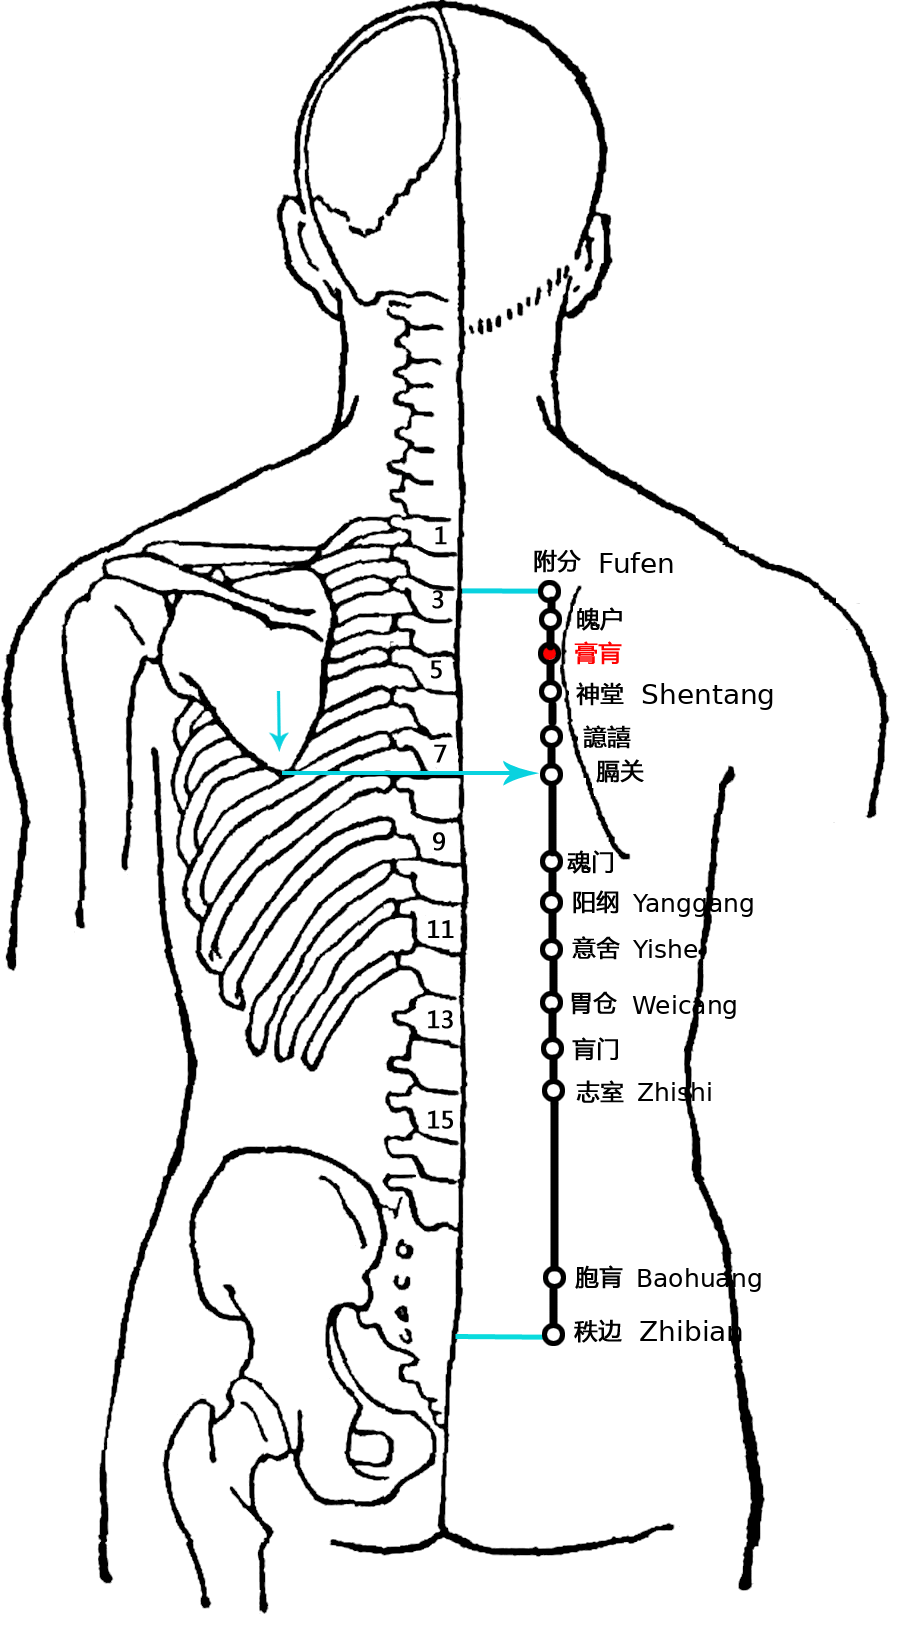 1
附分 Fufen
3
魄户
膏肓
5
神堂 Shentang
譩譆
7
膈关
9
魂门
阳纲 Yanggang
11
意舍 Yishe
胃仓 Weicang
13
肓门
志室 Zhishi
15
胞肓 Baohuang
秩边 Zhibian